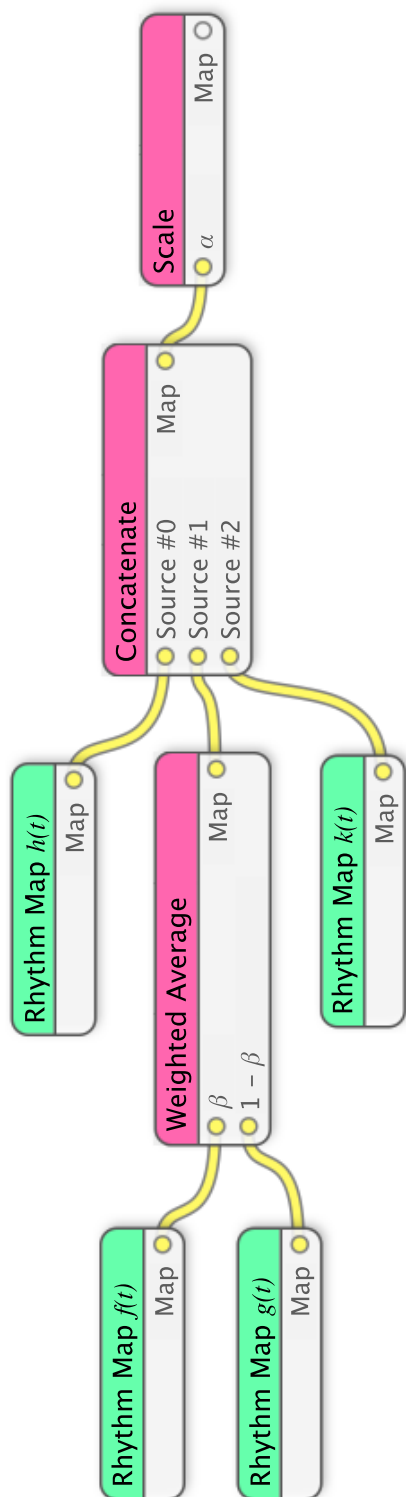 Rhythm Map f(t)
Map
Rhythm Map g(t)
Map
Rhythm Map h(t)
Map
Weighted Average
Map
β
1 – β
Rhythm Map k(t)
Map
Concatenate
Source #0 Map
Source #1
Source #2
Scale
α Map